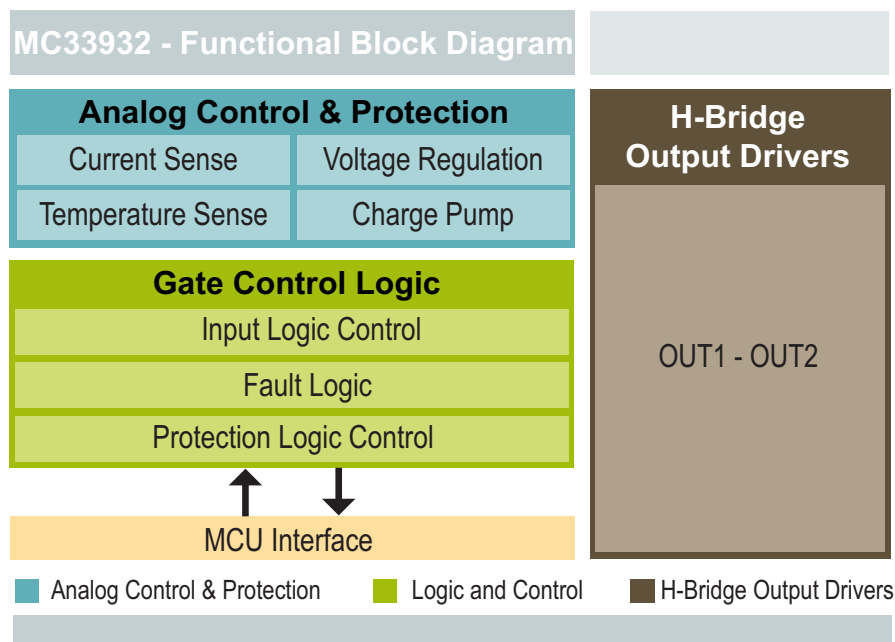 MC33932 - Functional Block Diagram
Analog Control & Protection
Current Sense
Voltage Regulation
Temperature Sense
Charge Pump
Gate Control Logic
Input Logic Control
Fault Logic
Protection Logic Control
MCU Interface
H-Bridge
Output Drivers
OUT1 - OUT2
Analog Control & Protection
Logic and Control
H-Bridge Output Drivers